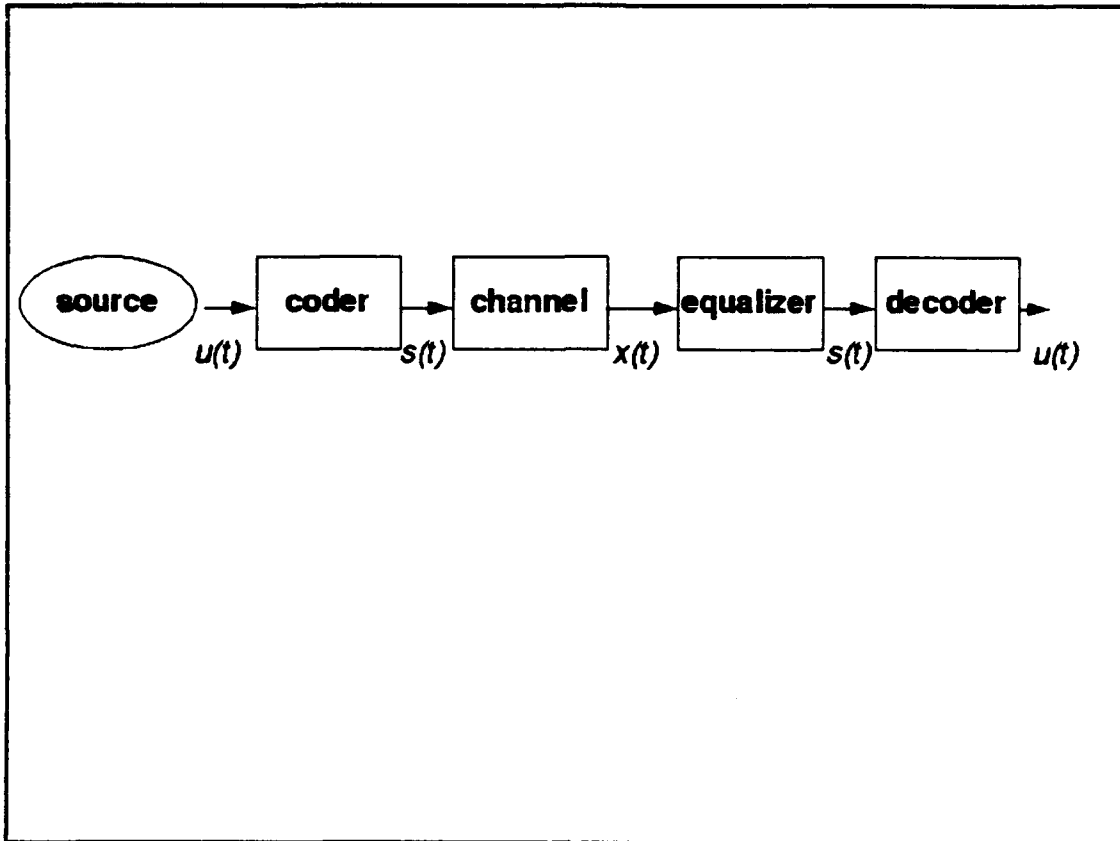 source coder channel equalizer decoder
u(t) s(t) x(t) s(t) u(t)